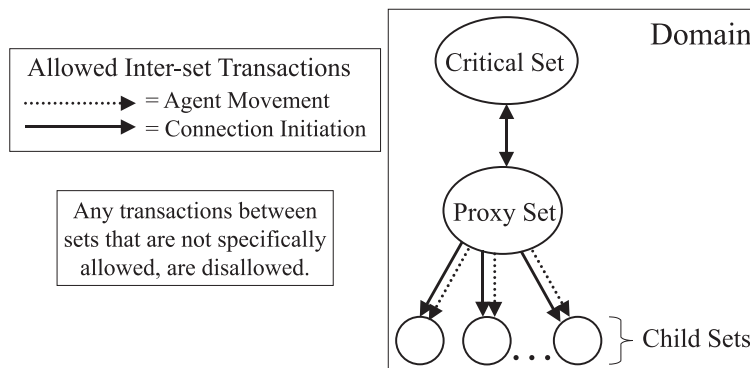 Allowed Inter-set Transactions
= Agent Movement
= Connection Initiation
Any transactions between
sets that are not specifically
allowed, are disallowed.
Domain
Critical Set
Proxy Set
...
Child Sets